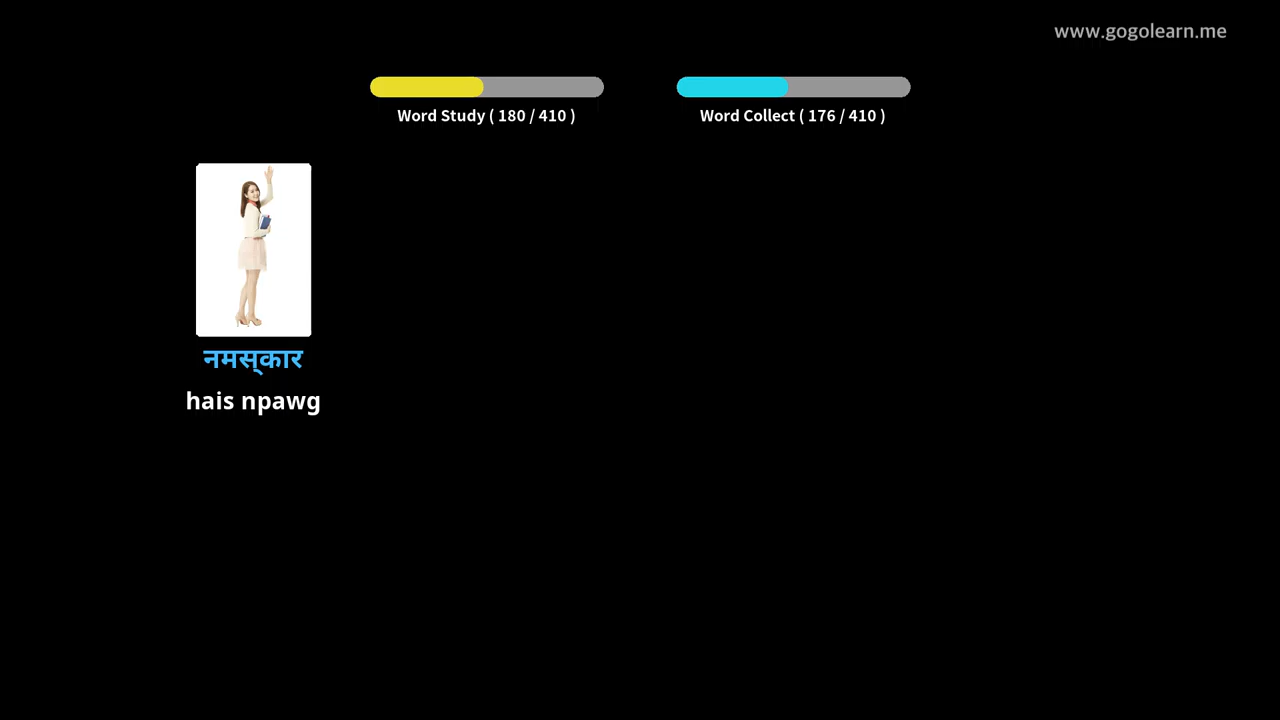 www.gogolearn.me
Word Study ( 180 / 410 )
Word Collect ( 176 / 410 )
नमस्कार
hais npawg